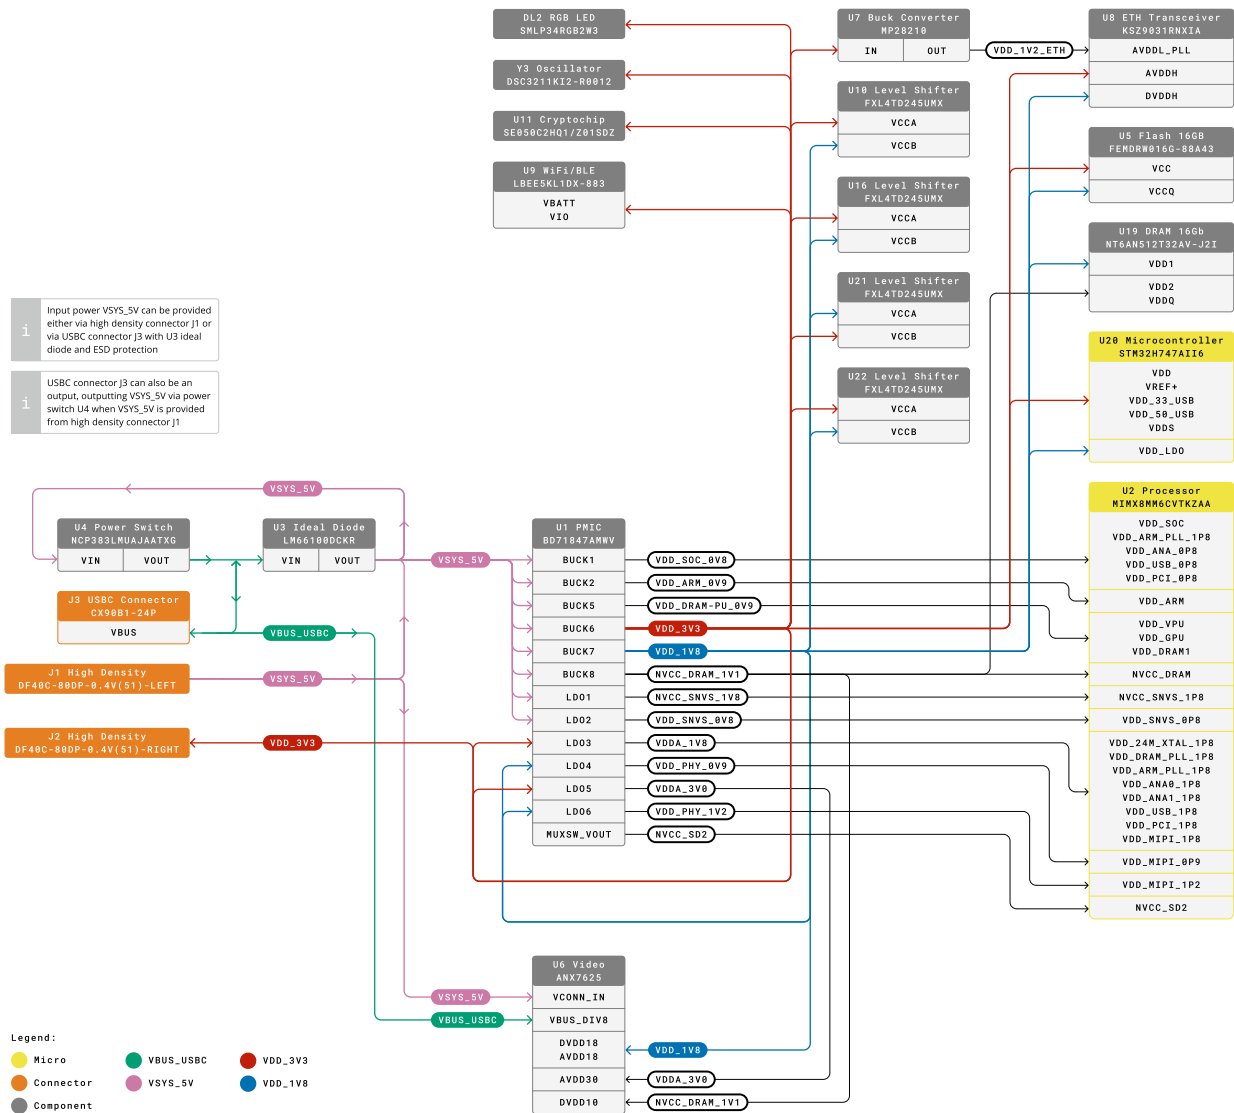 DL2 RGB LED
SMLP34RGB2W3
Y3 Oscillator
DSC3211KI2-R0012
U11 Cryptochip
SE050C2HQ1/Z01SDZ
U9 WiFi/BLE
LBEE5KL1DX-883
VBATT
VIO
U7 Buck Converter
MP28210
IN
OUT
VDD_1V2_ETH
U10 Level Shifter
FXL4TD245UMX
VCCA
VCCB
U16 Level Shifter
FXL4TD245UMX
VCCA
VCCB
U21 Level Shifter
FXL4TD245UMX
VCCA
VCCB
U22 Level Shifter
FXL4TD245UMX
VCCA
VCCB
U8 ETH Transceiver
KSZ9031RNXIA
AVDDL_PLL
AVDDH
DVDDH
U5 Flash 16GB
FEMDRW016G-88A43
VCC
VCCQ
U19 DRAM 16Gb
NT6AN512T32AV-J2I
VDD1
VDD2
VDDQ
U20 Microcontroller
STM32H747AII6
VDD
VREF+
VDD_33_USB
VDD_50_USB
VDDS
VDD_LDO
U2 Processor
MIMX8MM6CVTKZAA
VDD_SOC
VDD_ARM_PLL_1P8
VDD_ANA_0P8
VDD_USB_0P8
VDD_PCI_0P8
VDD_ARM
VDD_VPU
VDD_GPU
VDD_DRAM1
NVCC_DRAM
NVCC_SNVS_1P8
VDD_SNVS_0P8
VDD_24M_XTAL_1P8
VDD_DRAM_PLL_1P8
VDD_ARM_PLL_1P8
VDD_ANA0_1P8
VDD_ANA1_1P8
VDD_USB_1P8
VDD_PCI_1P8
VDD_MIPI_1P8
VDD_MIPI_0P9
VDD_MIPI_1P2
NVCC_SD2
i
Input power VSYS_5V can be provided
either via high density connector J1 or
via USBC connector J3 with U3 ideal
diode and ESD protection
i
USBC connector J3 can also be an
output, outputting VSYS_5V via power
switch U4 when VSYS_5V is provided
from high density connector J1
VSYS_5V
U4 Power Switch
NCP383LMUAJAATXG
VIN
VOUT
U3 Ideal Diode
LM66100DCKR
VIN
VOUT
VSYS_5V
J3 USBC Connector
CX90B1-24P
VBUS
VBUS_USBC
J1 High Density
DF40C-80DP-0.4V(51)-LEFT
VSYS_5V
J2 High Density
DF40C-80DP-0.4V(51)-RIGHT
VDD_3V3
U1 PMIC
BD71847AMWV
BUCK1
VDD_SOC_0V8
BUCK2
VDD_ARM_0V9
BUCK5
VDD_DRAM-PU_0V9
BUCK6
VDD_3V3
BUCK7
VDD_1V8
BUCK8
NVCC_DRAM_1V1
LDO1
NVCC_SNVS_1V8
LDO2
VDD_SNVS_0V8
LDO3
VDDA_1V8
LDO4
VDD_PHY_0V9
LDO5
VDDA_3V0
LDO6
VDD_PHY_1V2
MUXSW_VOUT
NVCC_SD2
U6 Video
ANX7625
VSYS_5V
VCONN_IN
VBUS_USBC
VBUS_DIV8
DVDD18
AVDD18
VDD_1V8
AVDD30
VDDA_3V0
DVDD10
NVCC_DRAM_1V1
Legend:
Micro
VBUS_USBC
VDD_3V3
Connector
VSYS_5V
VDD_1V8
Component